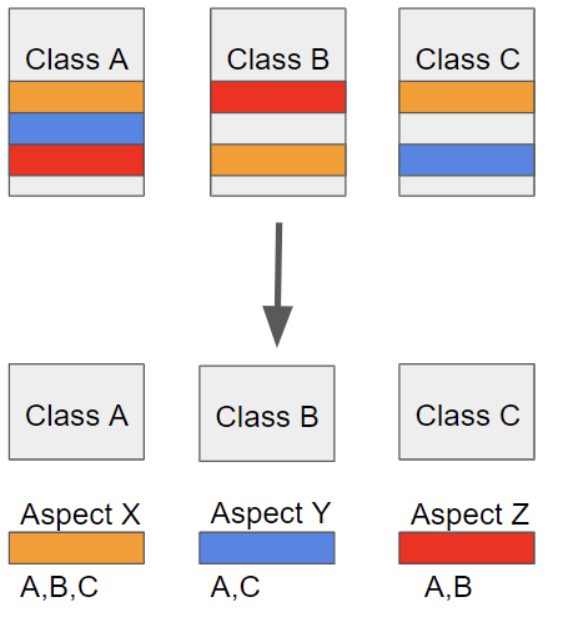 Class A
Class B
Class C
Class A
Class B
Class C
Aspect X
Aspect Y
Aspect Z
A,B,C
A,C
A,B